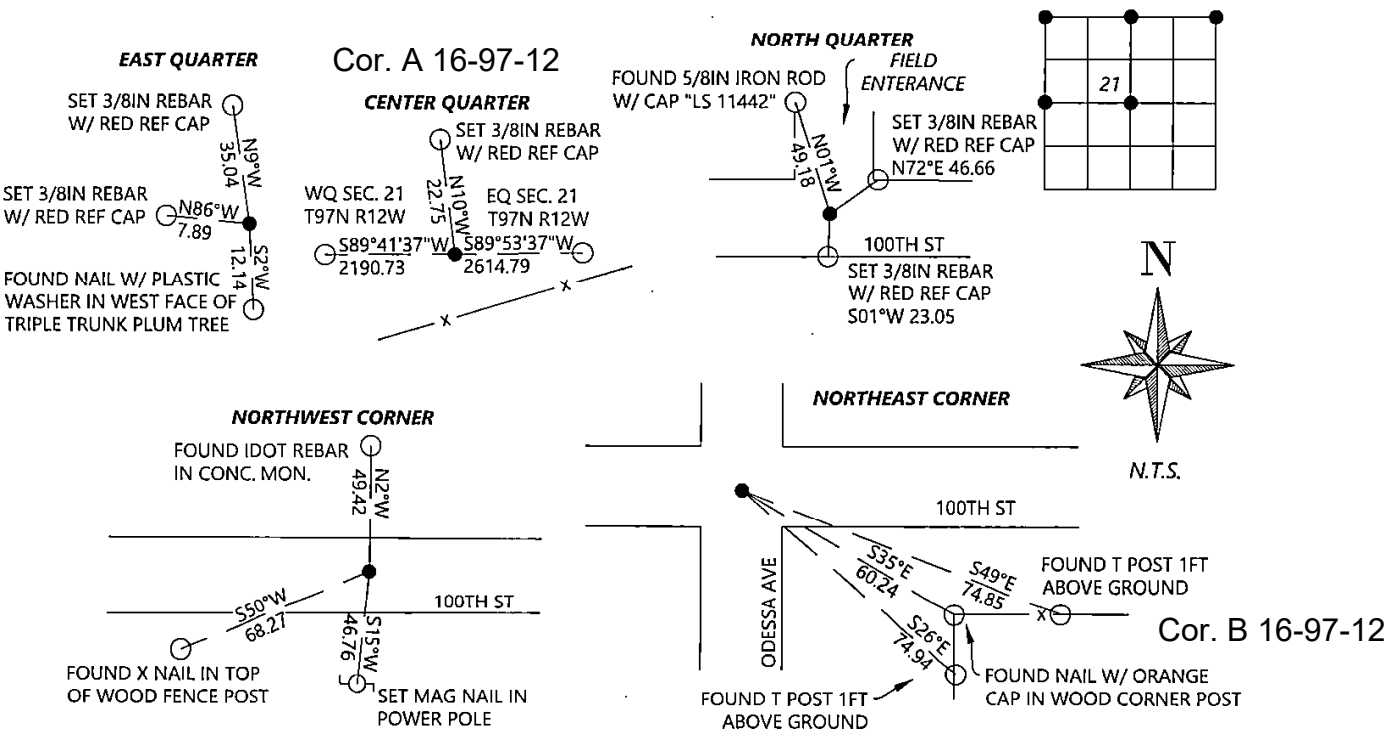 EAST QUARTER
SET 3/8IN REBAR
W/ RED REF CAP
N9°W
35.04
SET 3/8IN REBAR
W/ RED REF CAP
N86°W
7.89
S2°W
12.14
FOUND NAIL W/ PLASTIC
WASHER IN WEST FACE OF
TRIPLE TRUNK PLUM TREE
Cor. A 16-97-12
CENTER QUARTER
SET 3/8IN REBAR
W/ RED REF CAP
N10°W
22.75
WQ SEC. 21
T97N R12W
EQ SEC. 21
T97N R12W
S89°41'37"W
2190.73
S89°53'37"W
2614.79
X
X
NORTH QUARTER
FIELD
ENTERANCE
FOUND 5/8IN IRON ROD
W/ CAP "LS 11442"
N01°W
49.18
SET 3/8IN REBAR
W/ RED REF CAP
N72°E 46.66
100TH ST
SET 3/8IN REBAR
W/ RED REF CAP
S01°W 23.05
21
N
N.T.S.
NORTHWEST CORNER
FOUND IDOT REBAR
IN CONC. MON.
N2°W
49.42
100TH ST
S50°W
68.27
S15°W
46.76
FOUND X NAIL IN TOP
OF WOOD FENCE POST
SET MAG NAIL IN
POWER POLE
NORTHEAST CORNER
100TH ST
ODESSA AVE
S35°E
60.24
S49°E
74.85
S26°E
74.94
FOUND T POST 1FT
ABOVE GROUND
X
Cor. B 16-97-12
FOUND NAIL W/ ORANGE
CAP IN WOOD CORNER POST
FOUND T POST 1FT
ABOVE GROUND